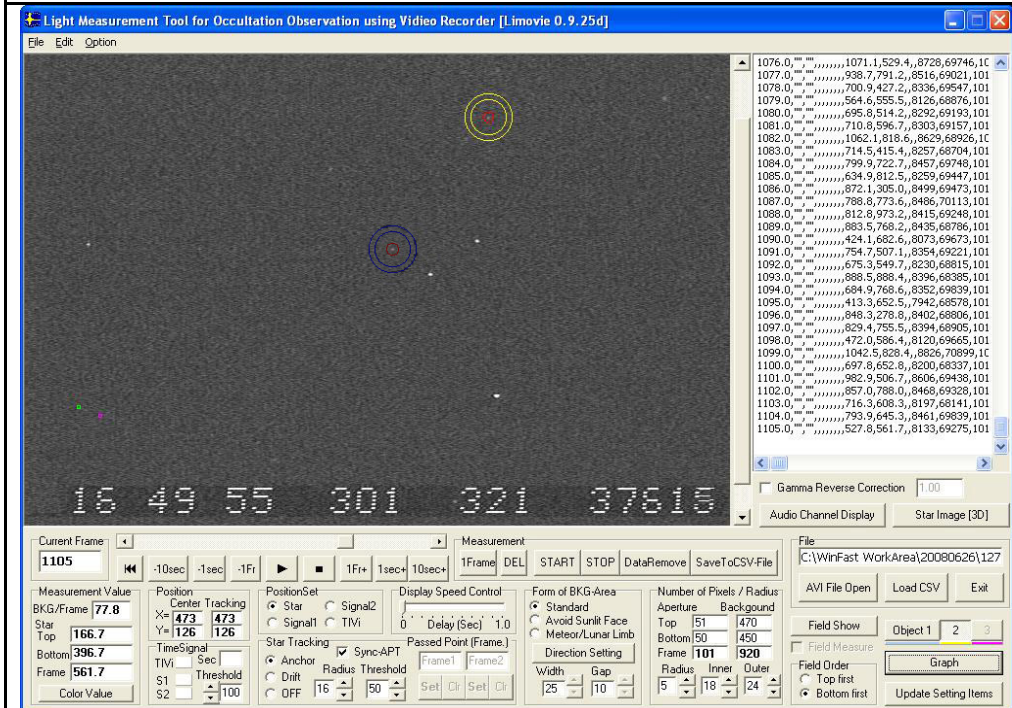 Light Measurement Tool for Occultation Observation using Vidieo Recorder [Limovie 0.9.25d]
File Edit Option
1076.0,"","",,,,,,,,1071.1,529.4,,8728,69746,1C
1077.0,"","",,,,,,,,938.7,791.2,,8516,69021,101
1078.0,"","",,,,,,,,700.9,427.2,,8336,69547,101
1079.0,"","",,,,,,,,564.6,555.5,,8126,68876,101
1080.0,"","",,,,,,,,695.8,514.2,,8292,69193,101
1081.0,"","",,,,,,,,710.8,596.7,,8303,69157,101
1082.0,"","",,,,,,,,1062.1,818.6,,8629,68926,1C
1083.0,"","",,,,,,,,714.5,415.4,,8257,68704,101
1084.0,"","",,,,,,,,799.9,722.7,,8457,69748,101
1085.0,"","",,,,,,,,634.9,812.5,,8259,69447,101
1086.0,"","",,,,,,,,872.1,305.0,,8499,69473,101
1087.0,"","",,,,,,,,788.8,773.6,,8486,70113,101
1088.0,"","",,,,,,,,812.8,973.2,,8415,69248,101
1089.0,"","",,,,,,,,883.5,768.2,,8435,68786,101
1090.0,"","",,,,,,,,424.1,682.6,,8073,69673,101
1091.0,"","",,,,,,,,754.7,507.1,,8354,69221,101
1092.0,"","",,,,,,,,675.3,549.7,,8230,68815,101
1093.0,"","",,,,,,,,888.5,888.4,,8396,68385,101
1094.0,"","",,,,,,,,684.9,768.6,,8352,69839,101
1095.0,"","",,,,,,,,413.3,652.5,,7942,68578,101
1096.0,"","",,,,,,,,848.3,278.8,,8402,68806,101
1097.0,"","",,,,,,,,829.4,755.5,,8394,68905,101
1098.0,"","",,,,,,,,472.0,586.4,,8120,69665,101
1099.0,"","",,,,,,,,1042.5,828.4,,8826,70899,1C
1100.0,"","",,,,,,,,697.8,652.8,,8200,68337,101
1101.0,"","",,,,,,,,982.9,506.7,,8606,69438,101
1102.0,"","",,,,,,,,857.0,788.0,,8468,69328,101
1103.0,"","",,,,,,,,716.3,608.3,,8197,68141,101
1104.0,"","",,,,,,,,793.9,645.3,,8461,69839,101
1105.0,"","",,,,,,,,527.8,561.7,,8133,69275,101
16 49 55 301 321 37615
Gamma Reverse Correction 1.00
Audio Channel Display Star Image [3D]
Current Frame
1105
-10sec -1sec -1Fr 1Fr+ 1sec+ 10sec+
Measurement
1Frame DEL START STOP DataRemove SaveToCSV-File
File
C:\WinFast WorkArea\20080626\127
AVI File Open Load CSV Exit
Measurement Value
BKG/Frame 77.8
Star
Top 166.7
Bottom 396.7
Frame 561.7
Color Value
Position
Center Tracking
X= 473 473
Y= 126 126
TimeSignal
TIVi Sec
S1 Threshold
S2 100
PositionSet
Star Signal2
Signal1 TIVi
Display Speed Control
0 Delay (Sec) 1.0
Star Tracking Sync-APT
Anchor Radius Threshold
Drift
OFF 16 50
Passed Point (Frame.)
Frame1 Frame2
Set Clr Set Clr
Form of BKG-Area
Standard
Avoid Sunlit Face
Meteor/Lunar Limb
Direction Setting
Width Gap
25 10
Number of Pixels / Radius
Aperture Backgound
Top 51 470
Bottom 50 450
Frame 101 920
Radius Inner Outer
5 18 24
Field Show
Field Measure
Field Order
Top first
Bottom first
Object 1 2 3
Graph
Update Setting Items